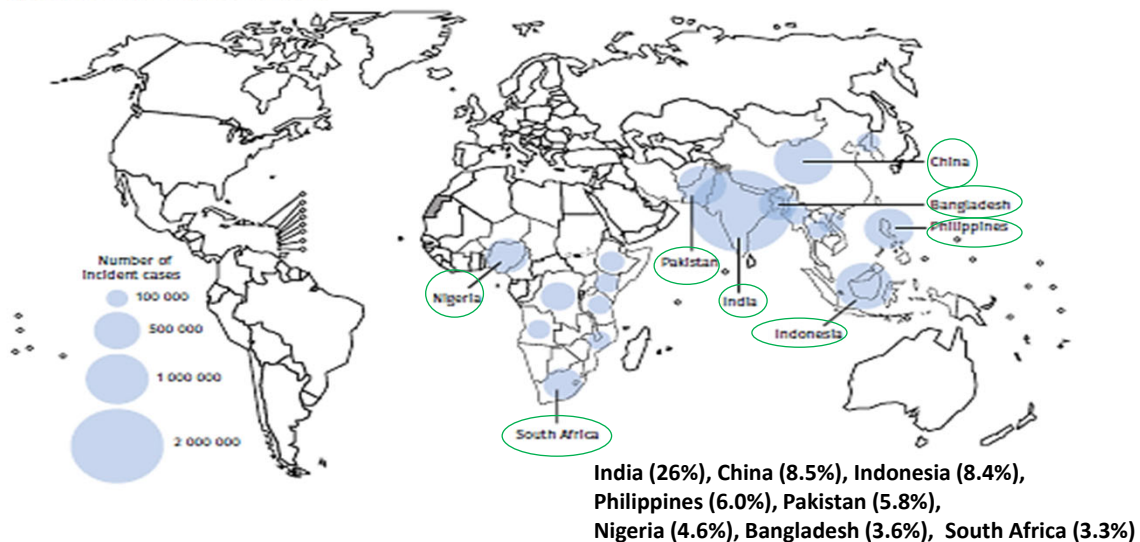 China
Bangladesh
Philippines
Pakistan
India
Nigeria
Indonesia
South Africa
Number of
incident cases
100 000
500 000
1 000 000
2 000 000
India (26%), China (8.5%), Indonesia (8.4%),
Philippines (6.0%), Pakistan (5.8%),
Nigeria (4.6%), Bangladesh (3.6%), South Africa (3.3%)